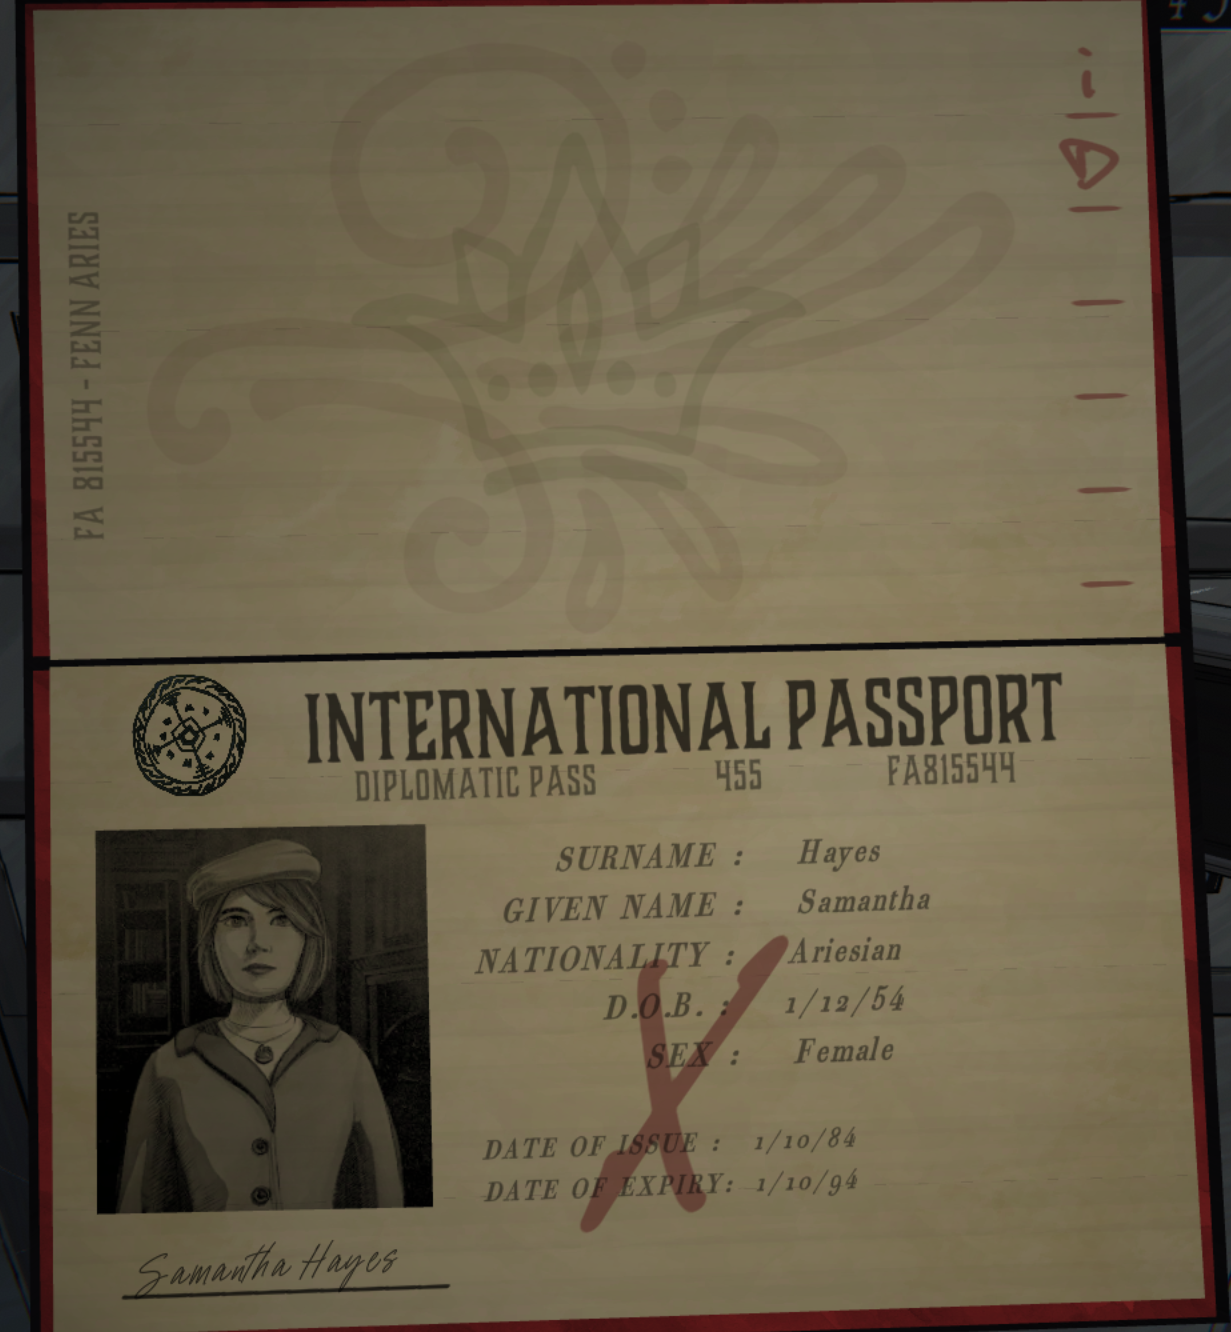 FA 815544 - FENN ARIES
INTERNATIONAL PASSPORT
DIPLOMATIC PASS 455 FA815544
SURNAME : Hayes
GIVEN NAME : Samantha
NATIONALITY : Ariesian
D.O.B. : 1/12/54
SEX : Female
DATE OF ISSUE : 1/10/84
DATE OF EXPIRY: 1/10/94
Samantha Hayes